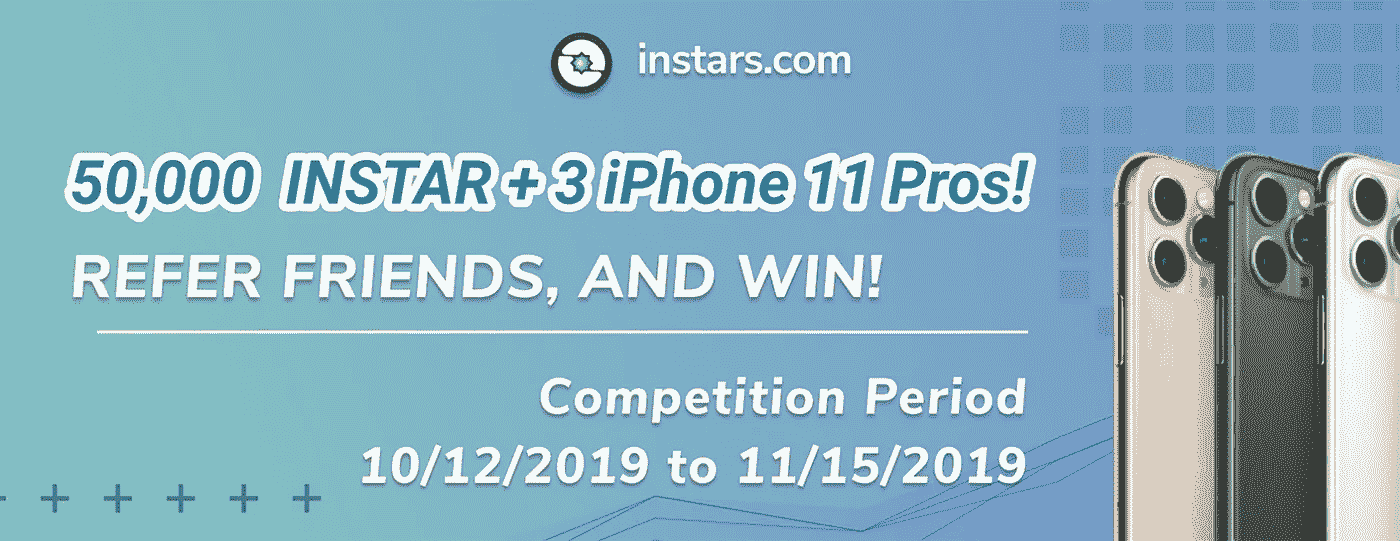 instars.com
50,000 INSTAR + 3 iPhone 11 Pros!
REFER FRIENDS, AND WIN!
Competition Period
10/12/2019 to 11/15/2019